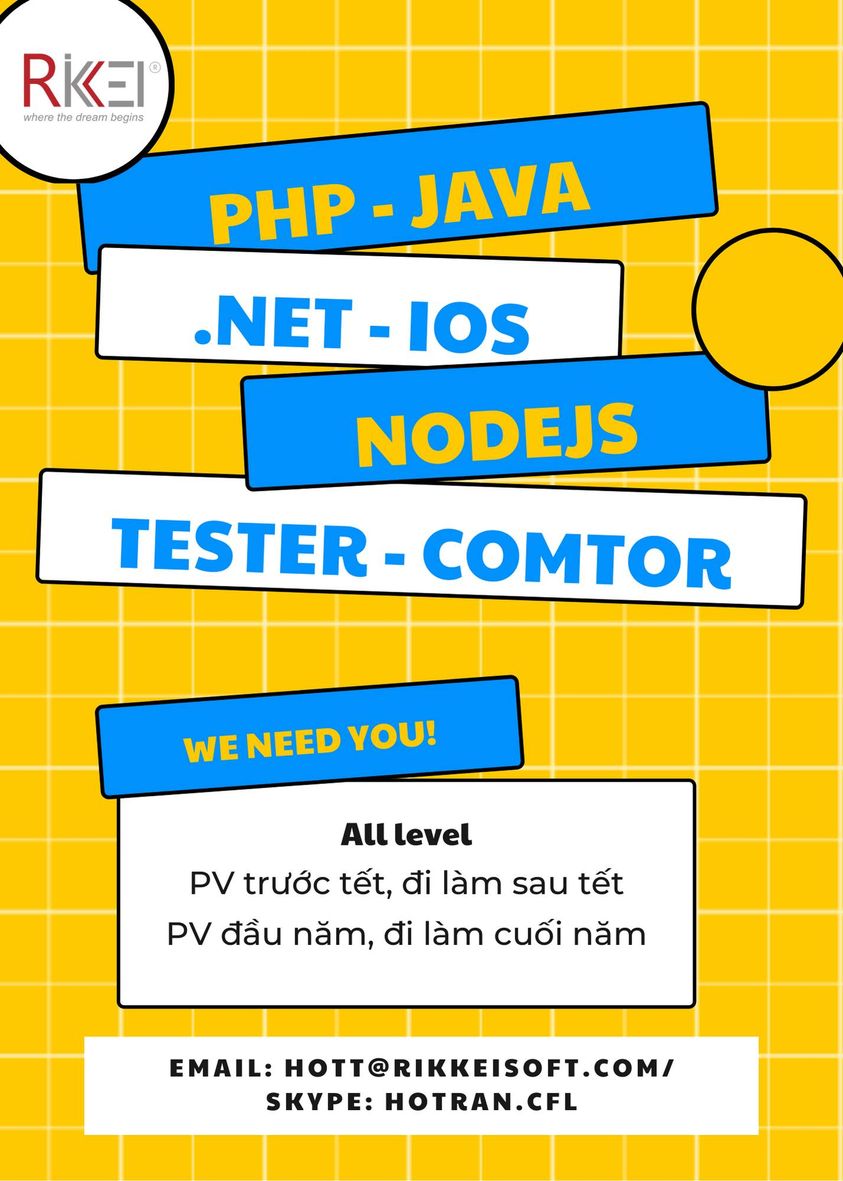 RIKKEI®
where the dream begins
PHP - JAVA
.NET - IOS
NODEJS
TESTER - COMTOR
WE NEED YOU!
All level
PV trước tết, đi làm sau tết
PV đầu năm, đi làm cuối năm
EMAIL: HOTT@RIKKEISOFT.COM/
SKYPE: HOTRAN.CFL